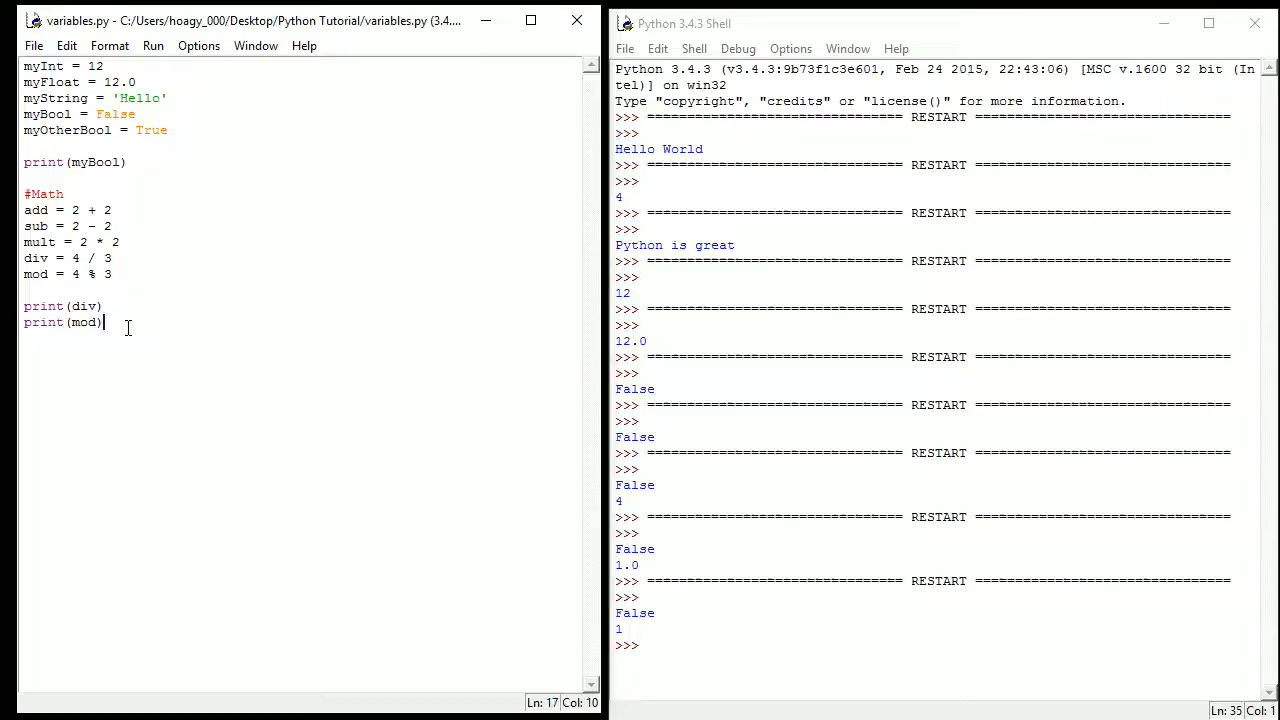 variables.py - C:/Users/hoagy_000/Desktop/Python Tutorial/variables.py (3.4....
File Edit Format Run Options Window Help
myInt = 12
myFloat = 12.0
myString = 'Hello'
myBool = False
myOtherBool = True
print(myBool)
#Math
add = 2 + 2
sub = 2 - 2
mult = 2 * 2
div = 4 / 3
mod = 4 % 3
print(div)
print(mod)
Ln: 17 Col: 10
Python 3.4.3 Shell
File Edit Shell Debug Options Window Help
Python 3.4.3 (v3.4.3:9b73f1c3e601, Feb 24 2015, 22:43:06) [MSC v.1600 32 bit (In
tel)] on win32
Type "copyright", "credits" or "license()" for more information.
>>> ================================ RESTART ================================
>>>
Hello World
>>> ================================ RESTART ================================
>>>
4
>>> ================================ RESTART ================================
>>>
Python is great
>>> ================================ RESTART ================================
>>>
12
>>> ================================ RESTART ================================
>>>
12.0
>>> ================================ RESTART ================================
>>>
False
>>> ================================ RESTART ================================
>>>
False
>>> ================================ RESTART ================================
>>>
False
4
>>> ================================ RESTART ================================
>>>
False
1.0
>>> ================================ RESTART ================================
>>>
False
1
>>>
Ln: 35 Col: 1